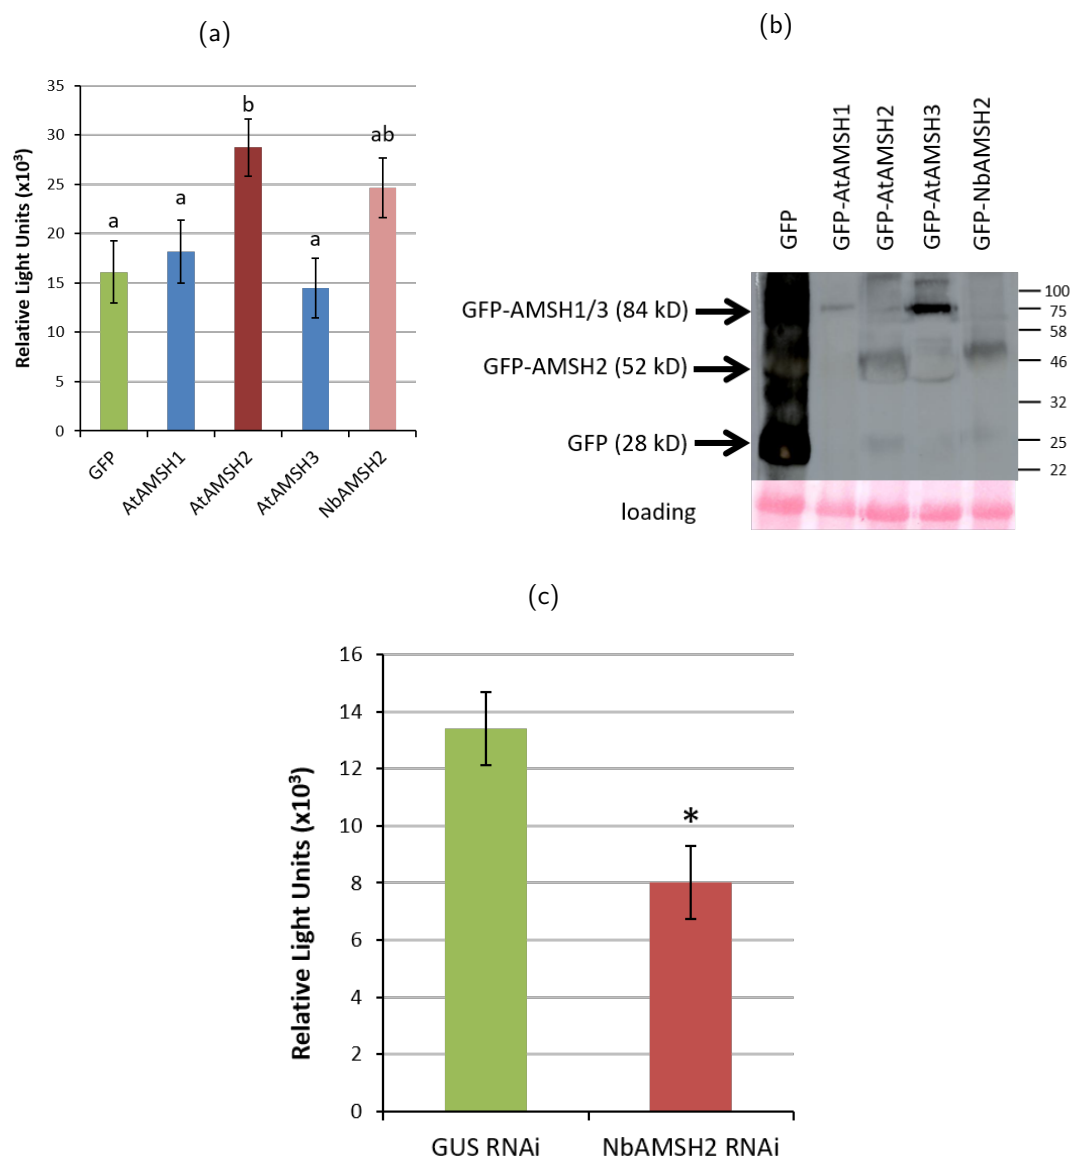 (a)
35
30
25
20
15
10
5
0
Relative Light Units (x10³)
a
a
b
a
ab
GFP
AtAMSH1
AtAMSH2
AtAMSH3
NbAMSH2
(b)
GFP
GFP-AtAMSH1
GFP-AtAMSH2
GFP-AtAMSH3
GFP-NbAMSH2
GFP-AMSH1/3 (84 kD)
GFP-AMSH2 (52 kD)
GFP (28 kD)
loading
100
75
58
46
32
25
22
(c)
16
14
12
10
8
6
4
2
0
Relative Light Units (x10³)
*
GUS RNAi
NbAMSH2 RNAi